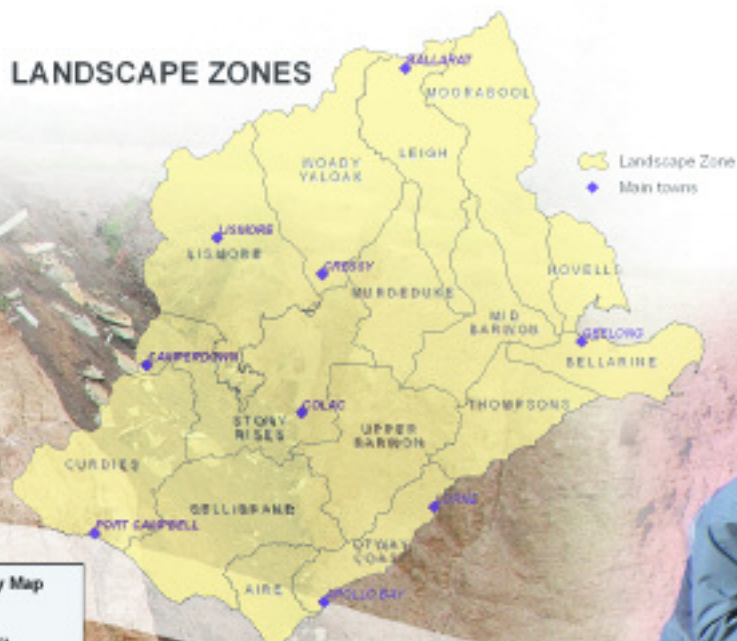 LANDSCAPE ZONES
BALLARAT
MOORABOOL
LEIGH
WOADY
YALOAK
Landscape Zone
Main towns
LISMORE
LISMORE
CRESSY
HOVELLS
MURDEDUKE
MID
BARWON
GEELONG
BELLARINE
CAMPERDOWN
COLAC
THOMPSONS
STONY
RISES
UPPER
BARWON
CURDIES
GELLIBRAND
LORNE
PORT CAMPBELL
OTWAY
COAST
y Map
AIRE
APOLLO BAY